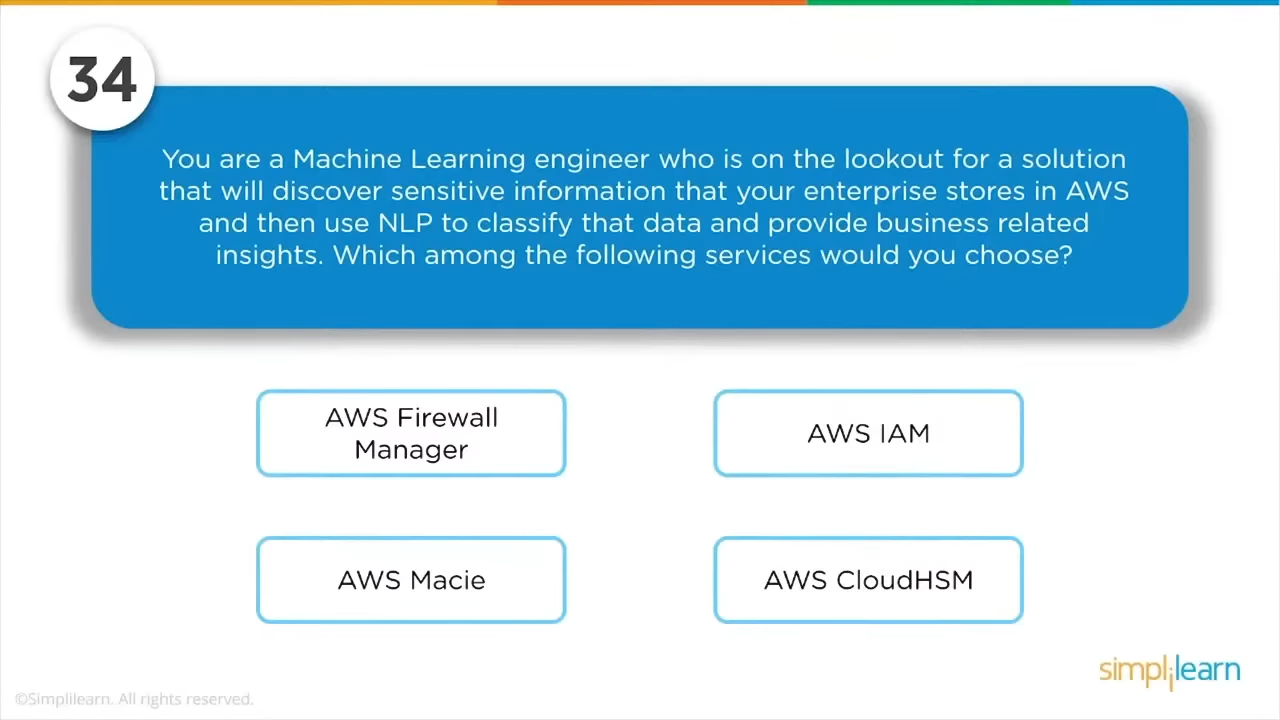 34
You are a Machine Learning engineer who is on the lookout for a solution
that will discover sensitive information that your enterprise stores in AWS
and then use NLP to classify that data and provide business related
insights. Which among the following services would you choose?
AWS Firewall
Manager
AWS IAM
AWS Macie
AWS CloudHSM
simplilearn
©Simplilearn. All rights reserved.